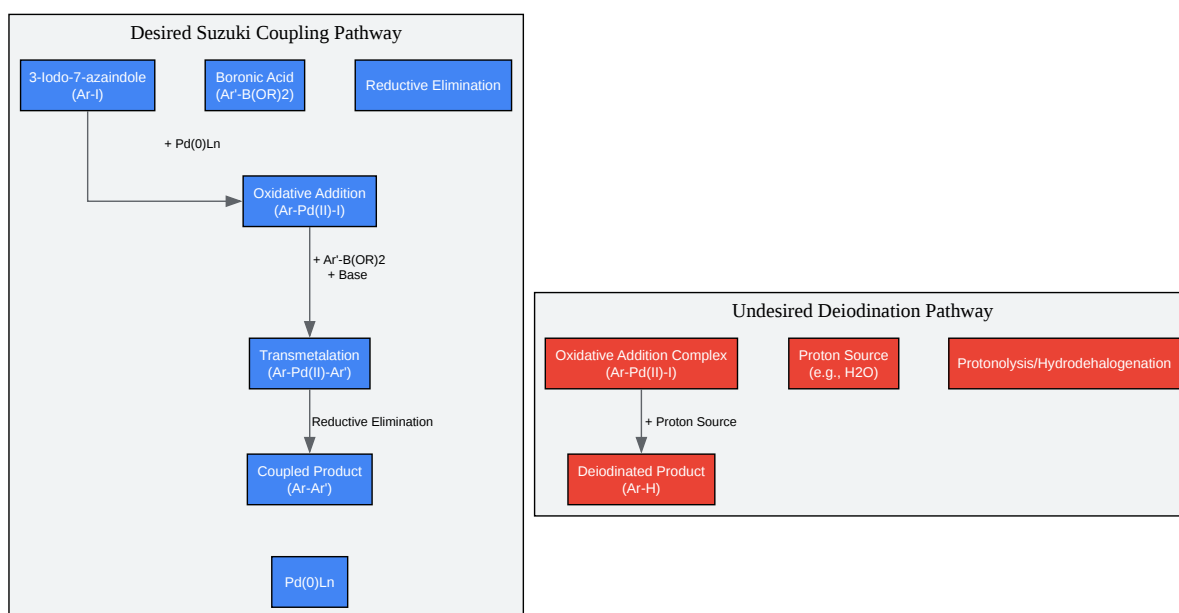 Desired Suzuki Coupling Pathway
3-Iodo-7-azaindole
(Ar-I)
Boronic Acid
(Ar'-B(OR)2)
Reductive Elimination
+ Pd(0)Ln
Oxidative Addition
(Ar-Pd(II)-I)
+ Ar'-B(OR)2
+ Base
Transmetalation
(Ar-Pd(II)-Ar')
Reductive Elimination
Coupled Product
(Ar-Ar')
Pd(0)Ln
Undesired Deiodination Pathway
Oxidative Addition Complex
(Ar-Pd(II)-I)
Proton Source
(e.g., H2O)
Protonolysis/Hydrodehalogenation
+ Proton Source
Deiodinated Product
(Ar-H)